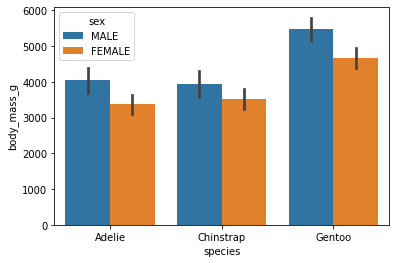 sex
MALE
FEMALE
6000
5000
4000
3000
2000
1000
0
body_mass_g
Adelie Chinstrap Gentoo
species